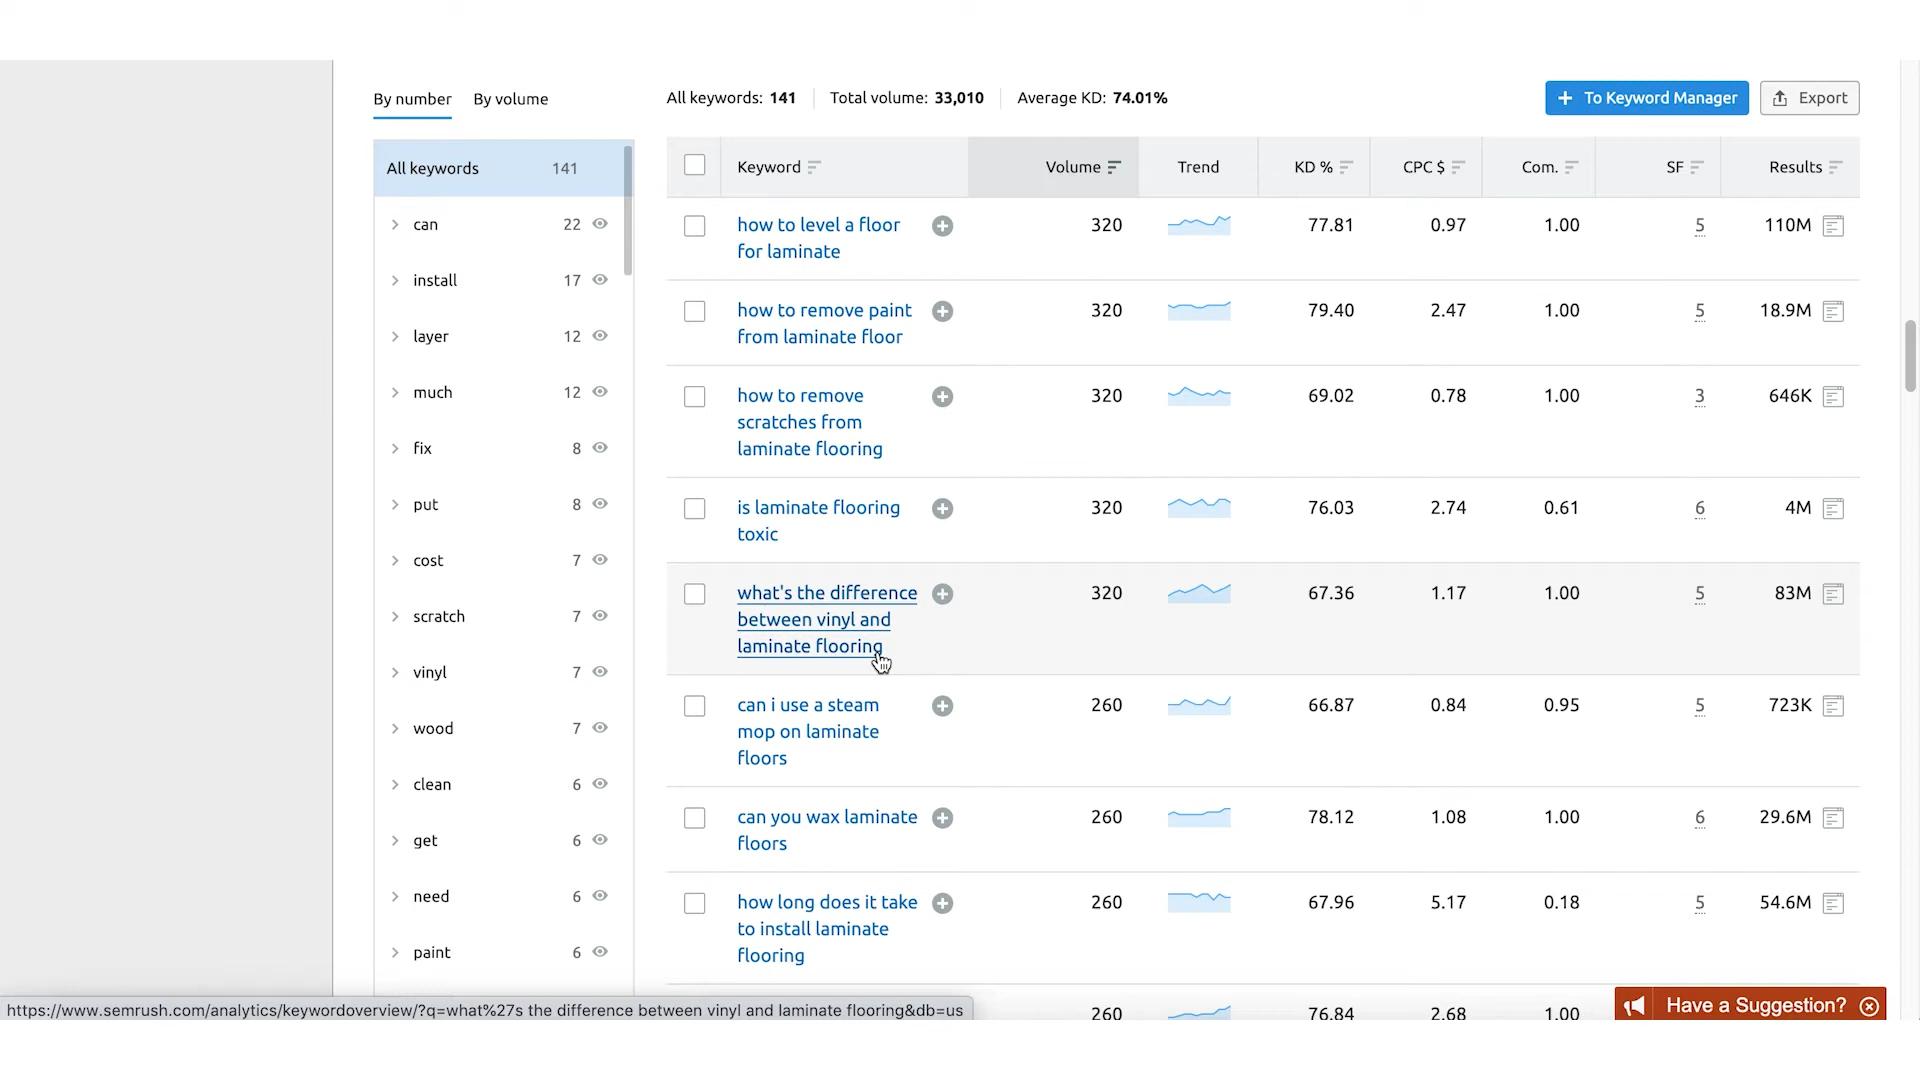 By number By volume
All keywords: 141 Total volume: 33,010 Average KD: 74.01%
+ To Keyword Manager Export
All keywords 141
can 22
install 17
layer 12
much 12
fix 8
put 8
cost 7
scratch 7
vinyl 7
wood 7
clean 6
get 6
need 6
paint 6
Keyword Volume Trend KD % CPC $ Com. SF Results
how to level a floor 320 77.81 0.97 1.00 5 110M
for laminate
how to remove paint 320 79.40 2.47 1.00 5 18.9M
from laminate floor
how to remove 320 69.02 0.78 1.00 3 646K
scratches from
laminate flooring
is laminate flooring 320 76.03 2.74 0.61 6 4M
toxic
what's the difference 320 67.36 1.17 1.00 5 83M
between vinyl and
laminate flooring
can i use a steam 260 66.87 0.84 0.95 5 723K
mop on laminate
floors
can you wax laminate 260 78.12 1.08 1.00 6 29.6M
floors
how long does it take 260 67.96 5.17 0.18 5 54.6M
to install laminate
flooring
260 76.84 2.68 1.00
https://www.semrush.com/analytics/keywordoverview/?q=what%27s the difference between vinyl and laminate flooring&db=us
Have a Suggestion?